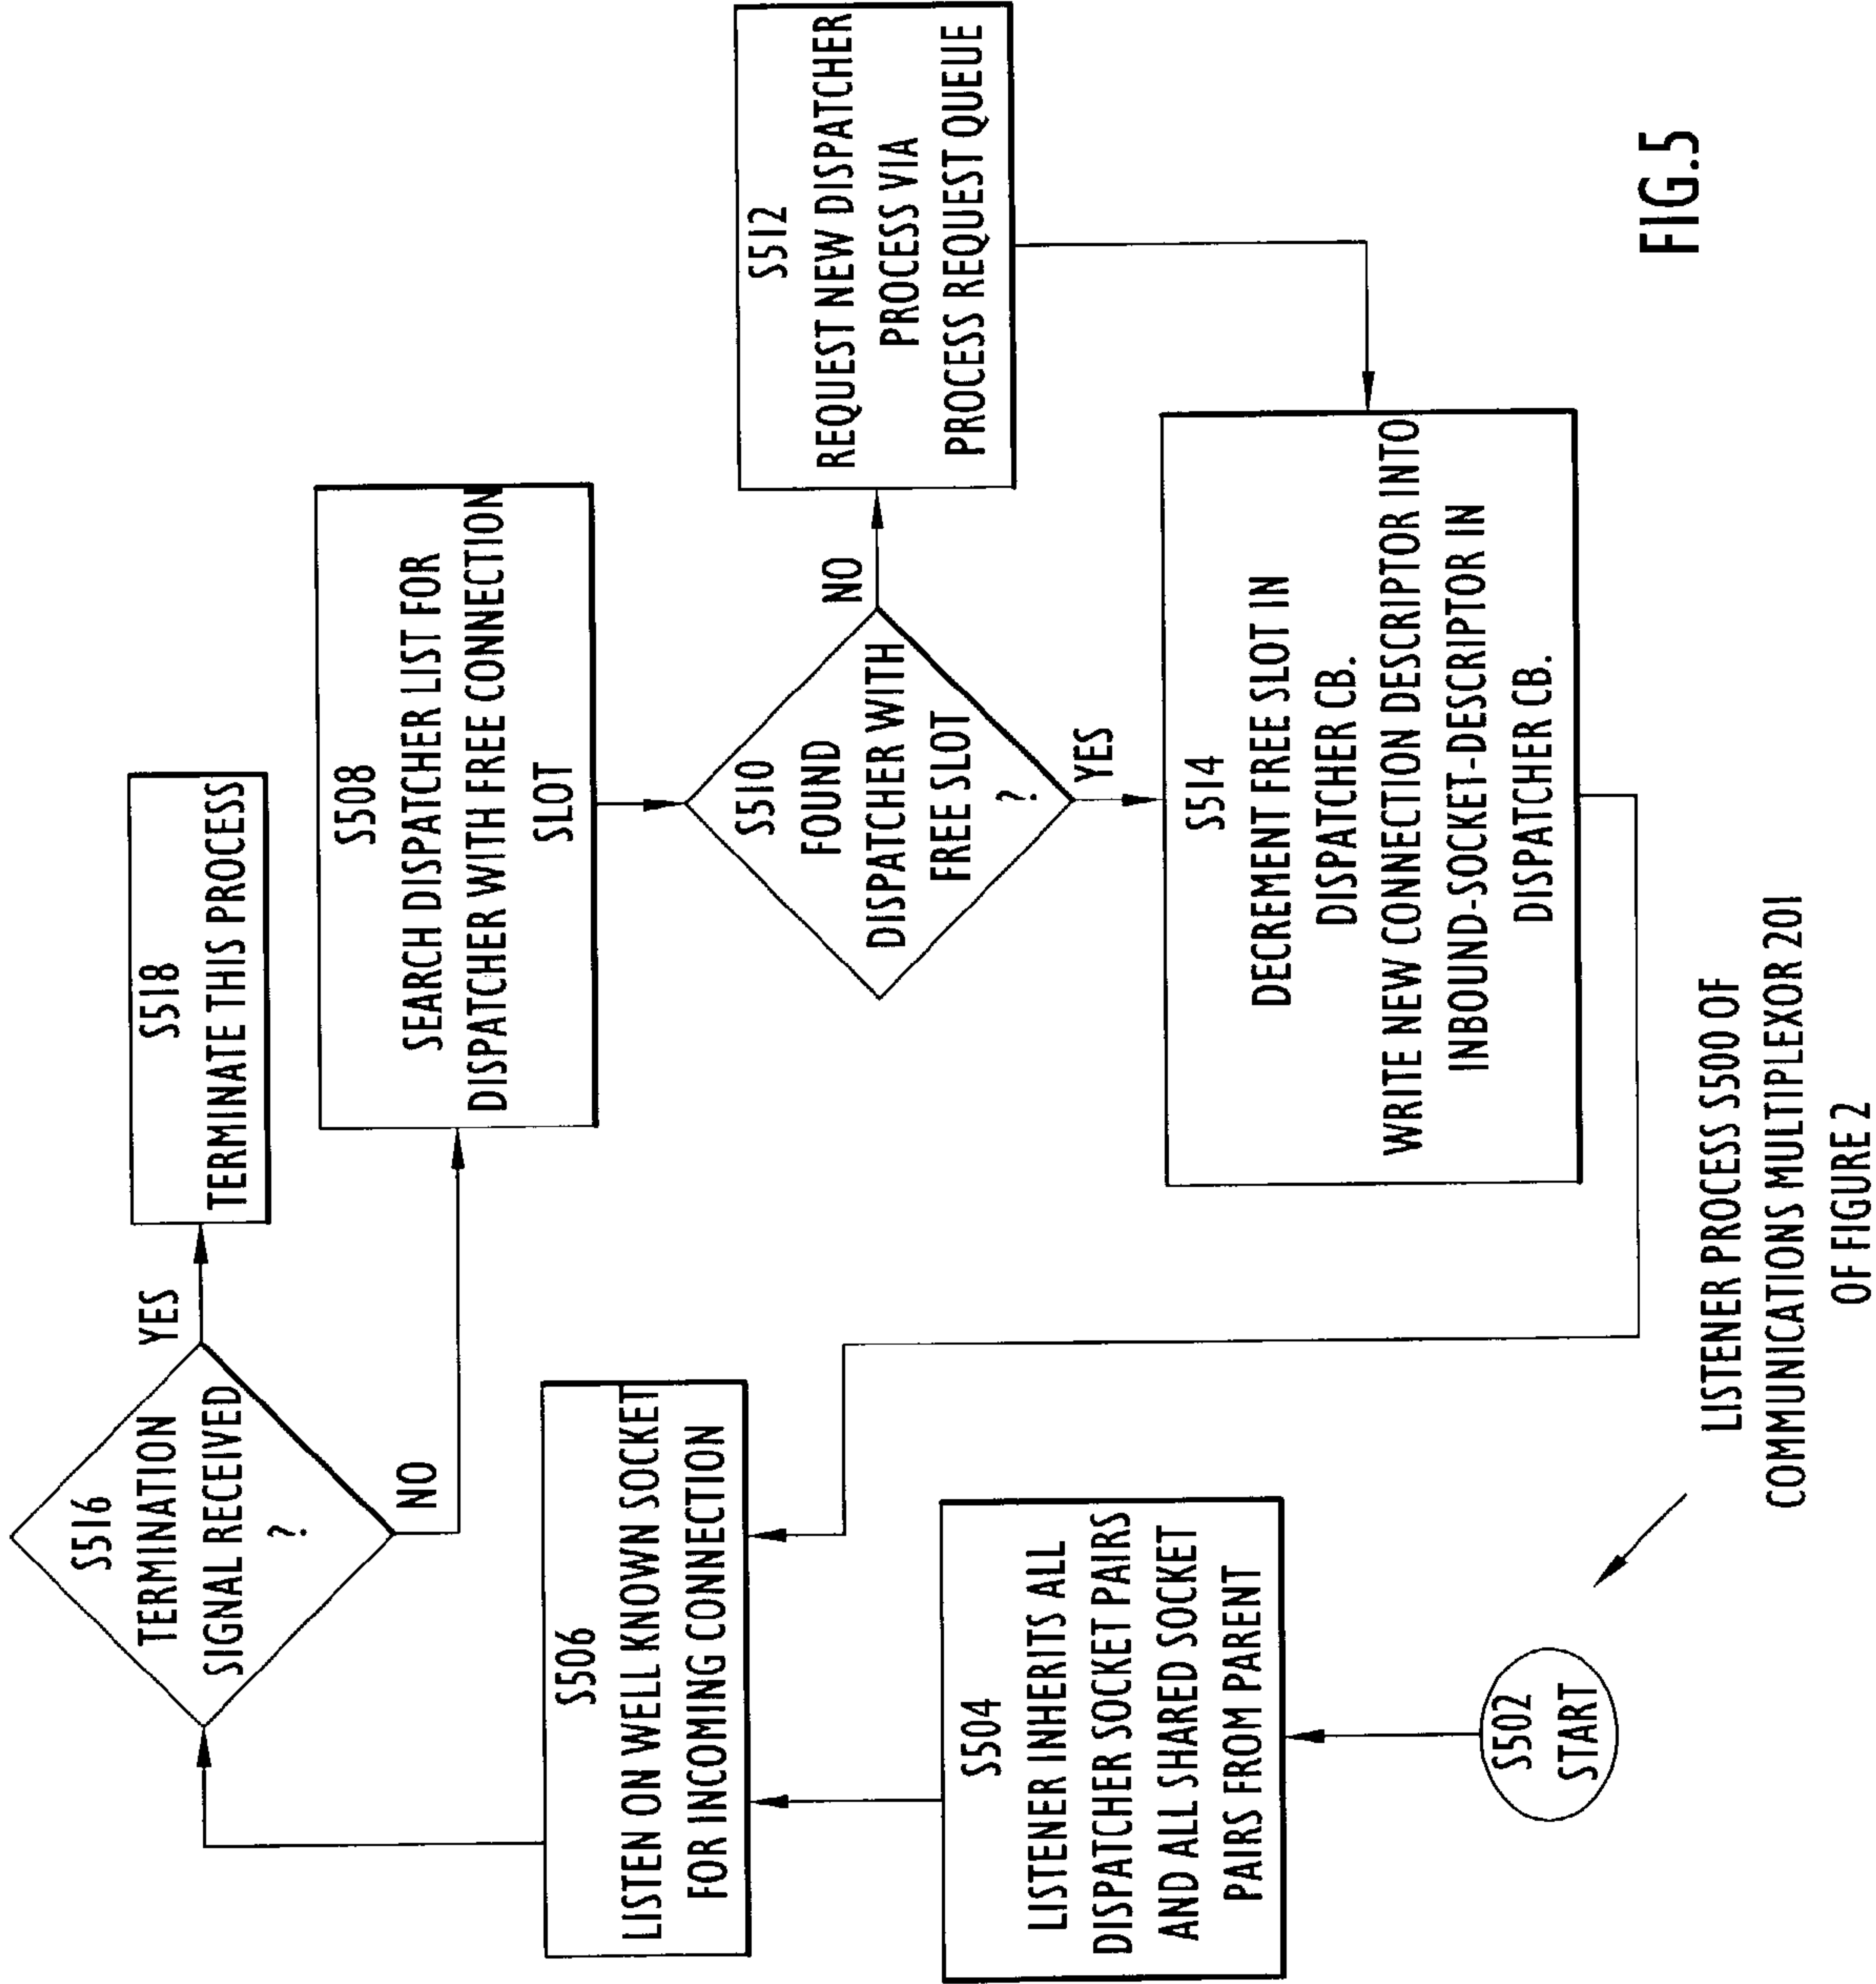 S516
TERMINATION
SIGNAL RECEIVED
?
YES
NO
S518
TERMINATE THIS PROCESS
S506
LISTEN ON WELL KNOWN SOCKET
FOR INCOMING CONNECTION
S508
SEARCH DISPATCHER LIST FOR
DISPATCHER WITH FREE CONNECTION
SLOT
S504
LISTENER INHERITS ALL
DISPATCHER SOCKET PAIRS
AND ALL SHARED SOCKET
PAIRS FROM PARENT
S510
FOUND
DISPATCHER WITH
FREE SLOT
?
NO
YES
S512
REQUEST NEW DISPATCHER
PROCESS VIA
PROCESS REQUEST QUEUE
S502
START
S514
DECREMENT FREE SLOT IN
DISPATCHER CB.
WRITE NEW CONNECTION DESCRIPTOR INTO
INBOUND-SOCKET-DESCRIPTOR IN
DISPATCHER CB.
LISTENER PROCESS S500 OF
COMMUNICATIONS MULTIPLEXOR 201
OF FIGURE 2
FIG.5